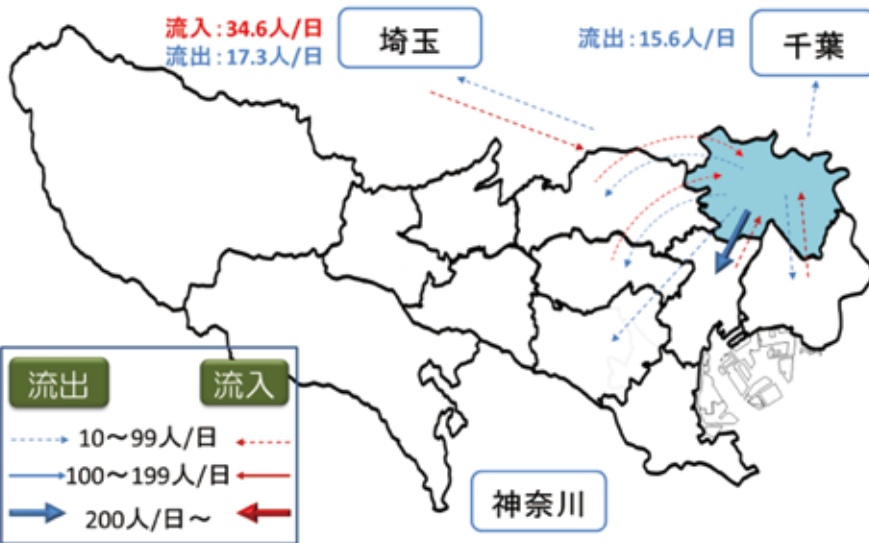 流入：34.6人/日
流出：17.3人/日
埼玉
流出：15.6人/日
千葉
流出
流入
10～99人/日
100～199人/日
200人/日～
神奈川